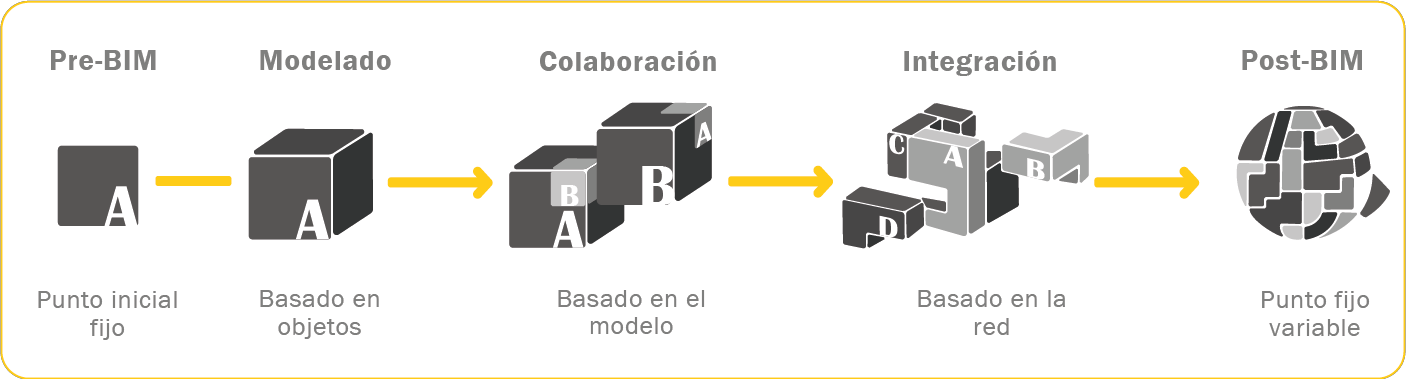 Pre-BIM
Modelado
Colaboración
Integración
Post-BIM
A
A
B
A
B
A
C
A
B
D
Punto inicial
fijo
Basado en
objetos
Basado en el
modelo
Basado en la
red
Punto fijo
variable